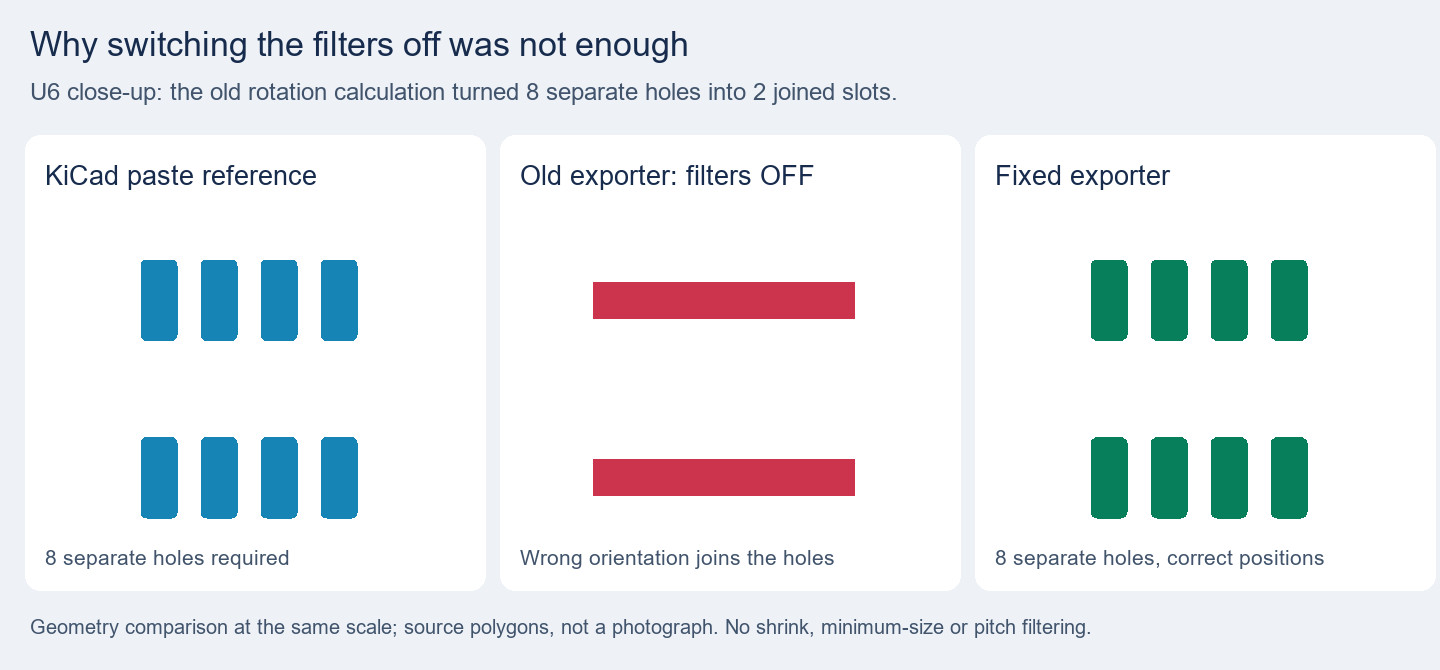 Why switching the filters off was not enough
U6 close-up: the old rotation calculation turned 8 separate holes into 2 joined slots.
KiCad paste reference
Old exporter: filters OFF
Fixed exporter
8 separate holes required
Wrong orientation joins the holes
8 separate holes, correct positions
Geometry comparison at the same scale; source polygons, not a photograph. No shrink, minimum-size or pitch filtering.